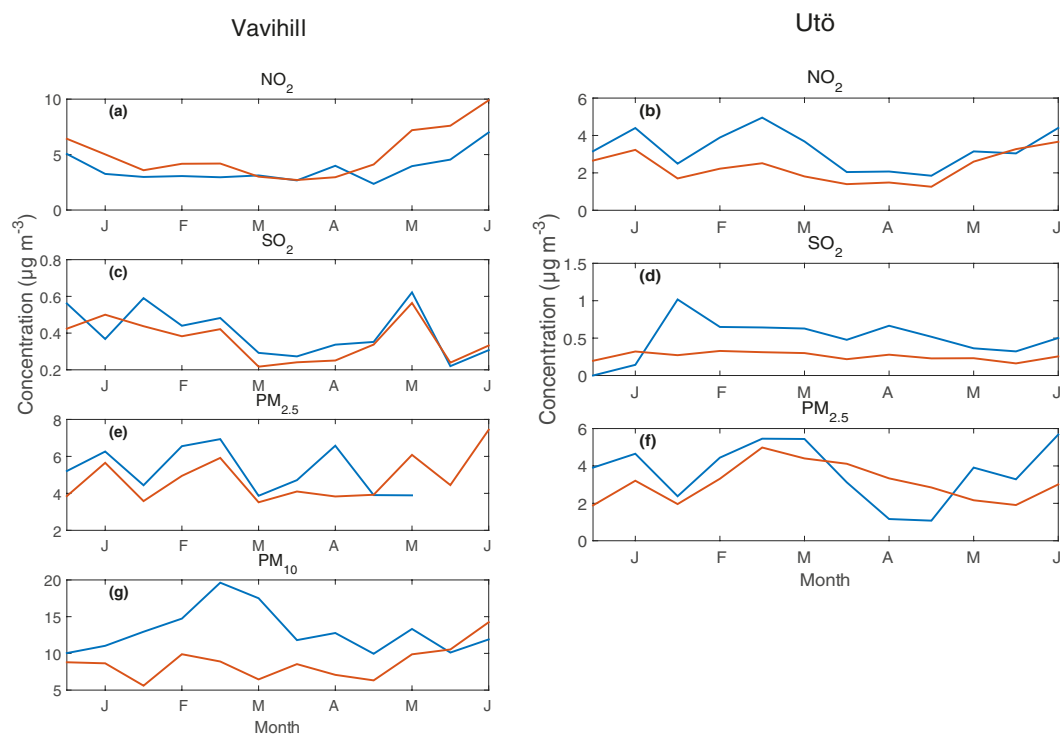 Vavihill
NO2
(a)
10
5
0
J F M A M J
SO2
(c)
0.8
0.6
0.4
0.2
J F M A M J
PM2.5
(e)
8
6
4
2
J F M A M J
PM10
(g)
20
15
10
5
J F M A M J
Month
Concentration (µg m-3)
Utö
NO2
(b)
6
4
2
0
J F M A M J
SO2
(d)
1.5
1
0.5
0
J F M A M J
PM2.5
(f)
6
4
2
0
J F M A M J
Month
Concentration (µg m-3)